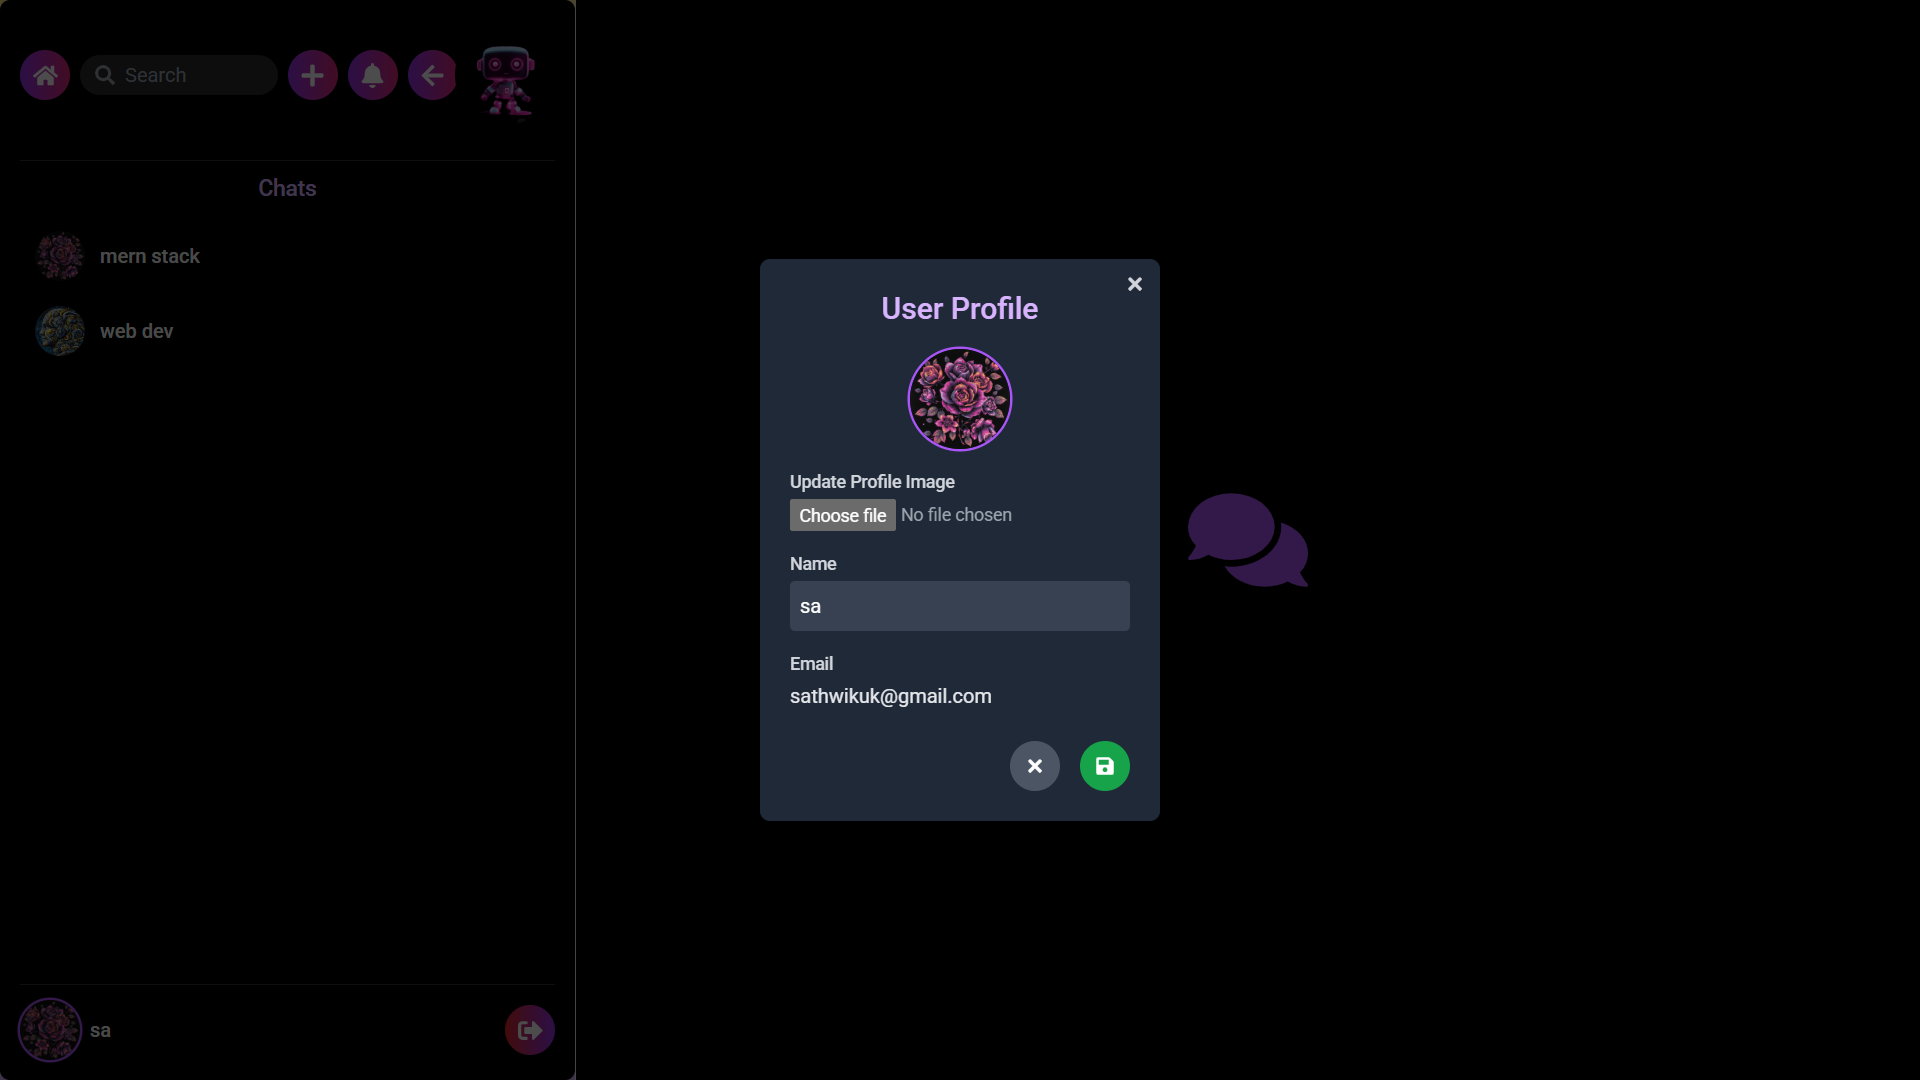 Search
Chats
mern stack
web dev
User Profile
Update Profile Image
Choose file No file chosen
Name
sa
Email
sathwikuk@gmail.com
sa